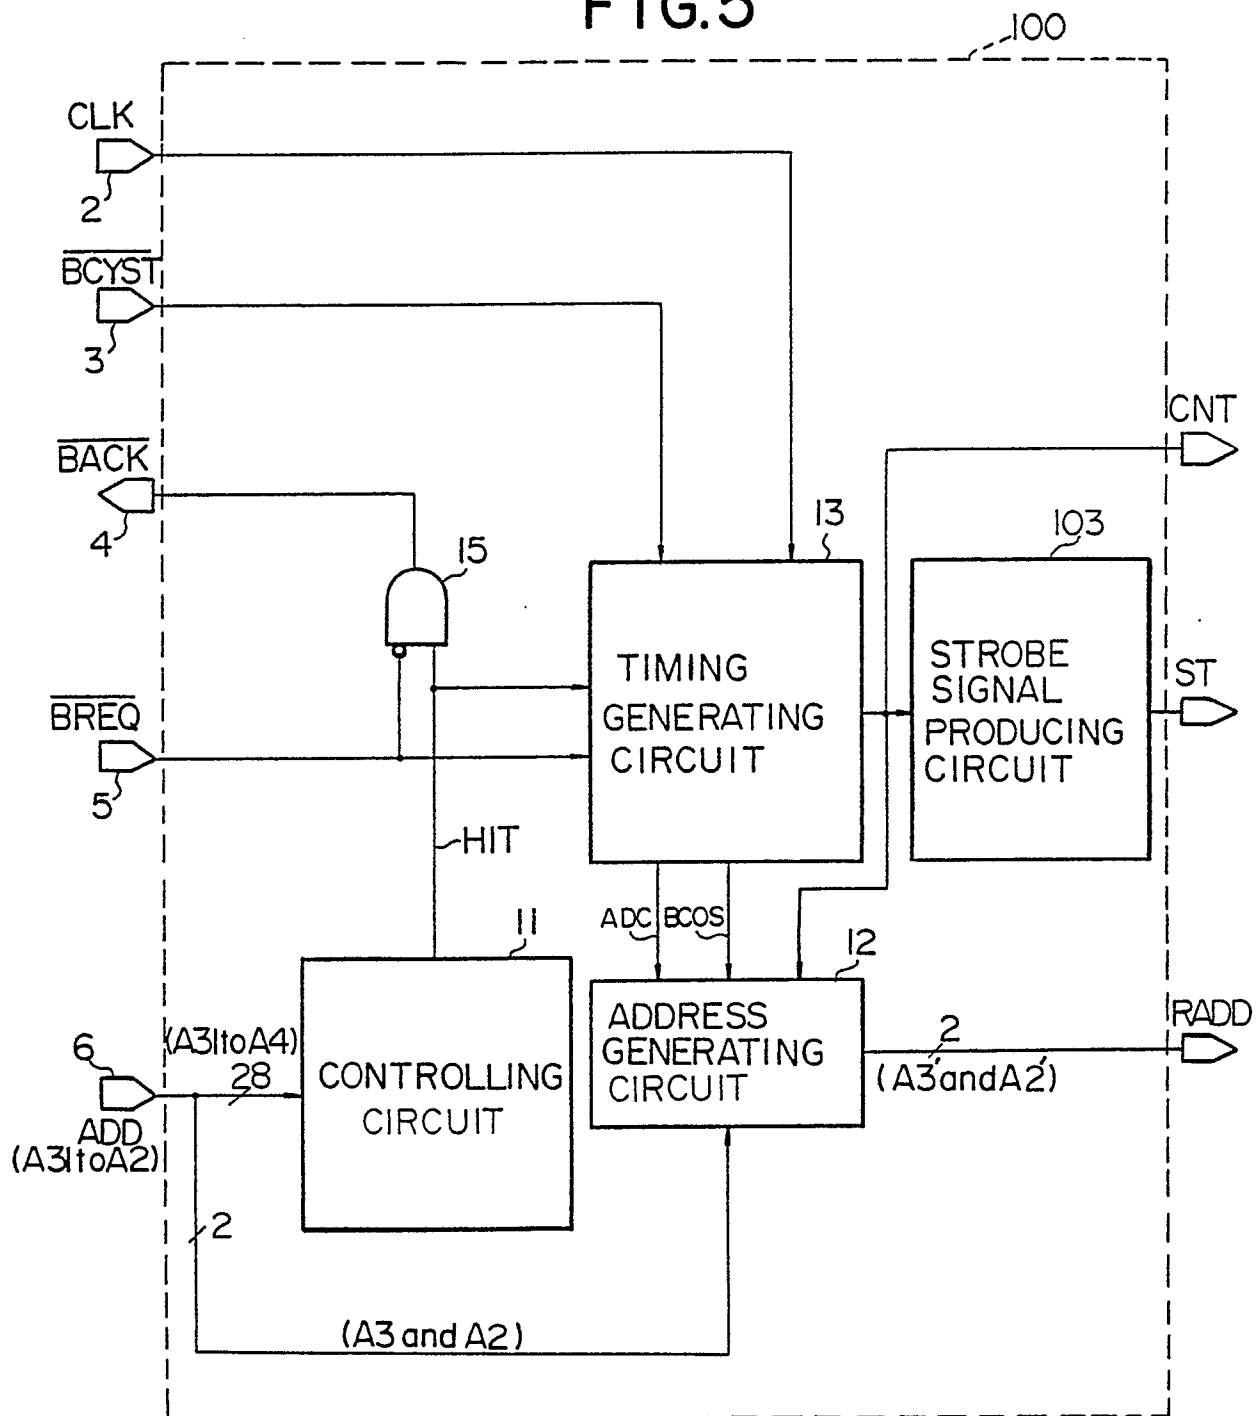 FIG.5
100
CLK
2
BCYST
3
CNT
BACK
4
15
13
103
TIMING
GENERATING
CIRCUIT
STROBE
SIGNAL
PRODUCING
CIRCUIT
ST
BREQ
5
HIT
ADC
BCOS
11
12
6
(A31toA4)
28
CONTROLLING
CIRCUIT
ADDRESS
GENERATING
CIRCUIT
2
(A3'andA2')
RADD
ADD
(A31toA2)
2
(A3 and A2)